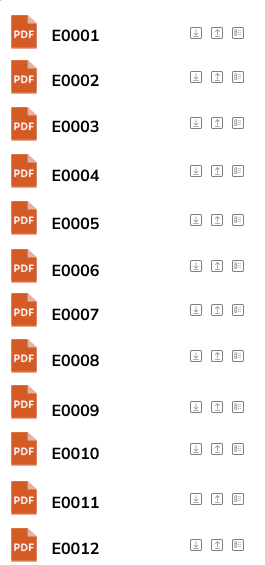 PDF E0001
PDF E0002
PDF E0003
PDF E0004
PDF E0005
PDF E0006
PDF E0007
PDF E0008
PDF E0009
PDF E0010
PDF E0011
PDF E0012